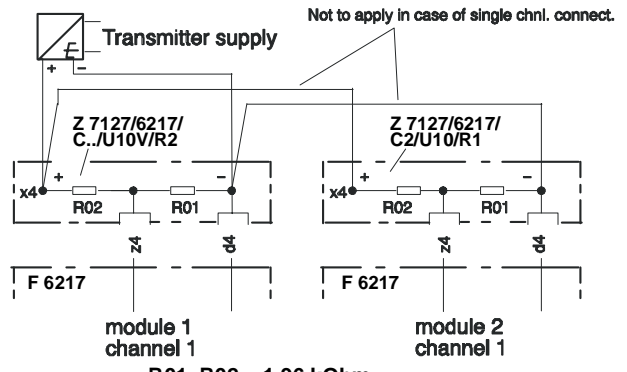 Not to apply in case of single chnl. connect.
E
Transmitter supply
+ –
Z 7127/6217/
C../U10V/R2
Z 7127/6217/
C2/U10/R1
+ –
+ –
x4
R02 R01
x4
R02 R01
z4 d4
z4 d4
F 6217
F 6217
module 1
channel 1
module 2
channel 1